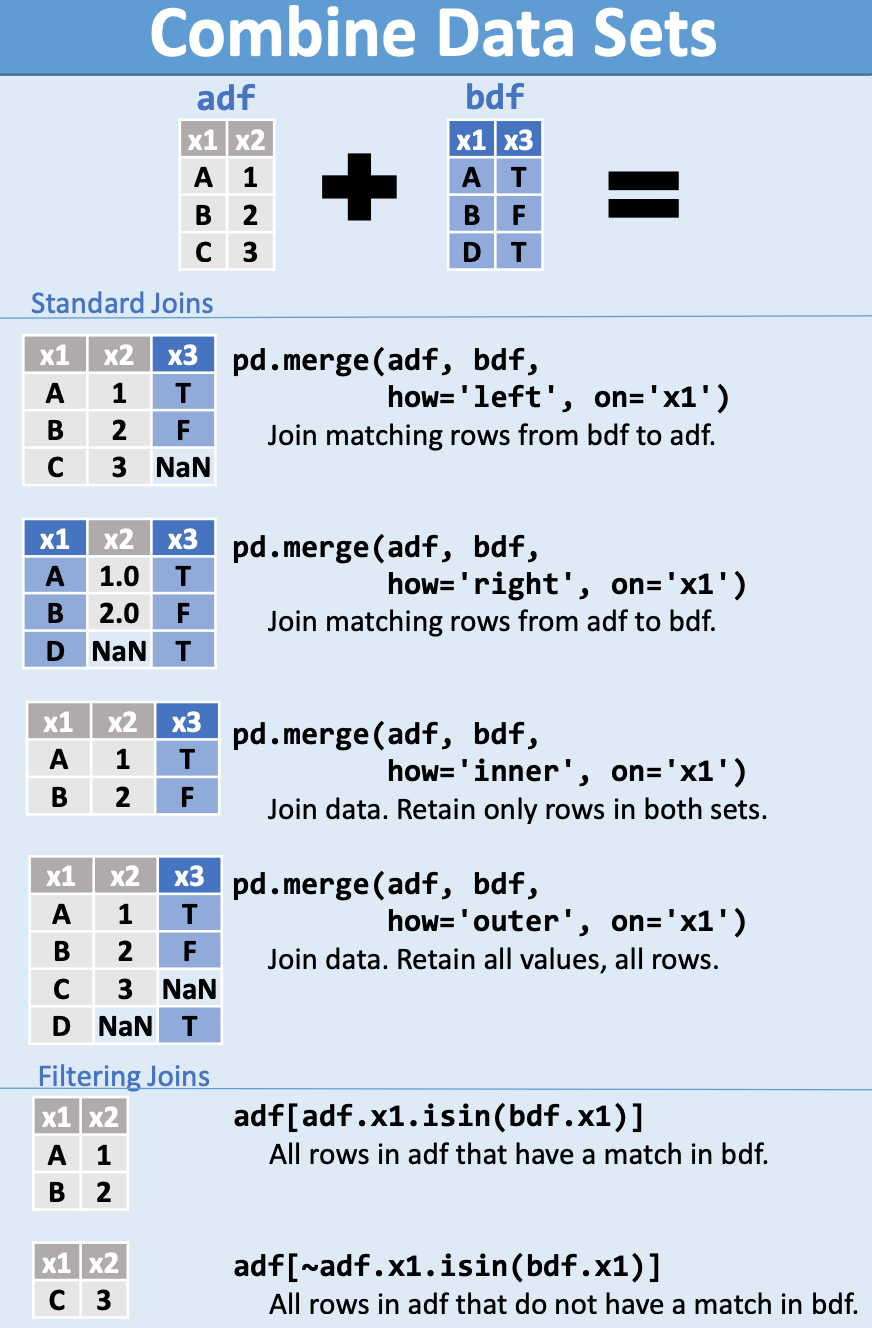 Combine Data Sets
adf bdf
x1 x2 x1 x3
A 1 A T
B 2 B F
C 3 D T
Standard Joins
x1 x2 x3
A 1 T
B 2 F
C 3 NaN
pd.merge(adf, bdf,
how='left', on='x1')
Join matching rows from bdf to adf.
x1 x2 x3
A 1.0 T
B 2.0 F
D NaN T
pd.merge(adf, bdf,
how='right', on='x1')
Join matching rows from adf to bdf.
x1 x2 x3
A 1 T
B 2 F
pd.merge(adf, bdf,
how='inner', on='x1')
Join data. Retain only rows in both sets.
x1 x2 x3
A 1 T
B 2 F
C 3 NaN
D NaN T
pd.merge(adf, bdf,
how='outer', on='x1')
Join data. Retain all values, all rows.
Filtering Joins
x1 x2
A 1
B 2
adf[adf.x1.isin(bdf.x1)]
All rows in adf that have a match in bdf.
x1 x2
C 3
adf[~adf.x1.isin(bdf.x1)]
All rows in adf that do not have a match in bdf.